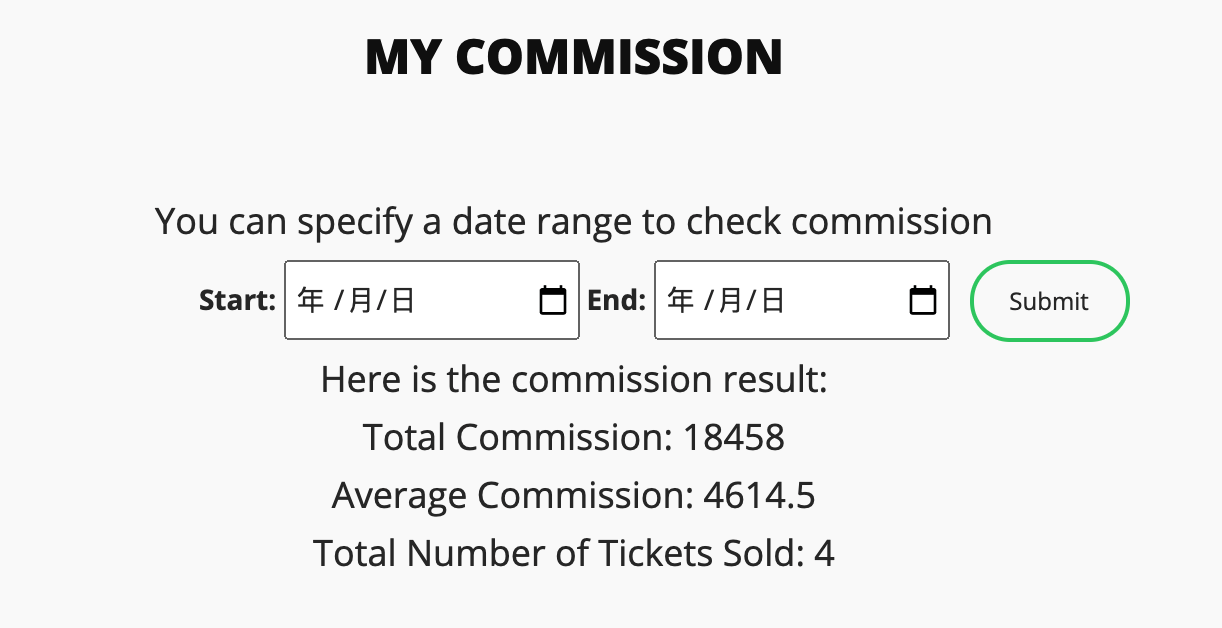 MY COMMISSION
You can specify a date range to check commission
Start: 年 /月/日 End: 年 /月/日 Submit
Here is the commission result:
Total Commission: 18458
Average Commission: 4614.5
Total Number of Tickets Sold: 4